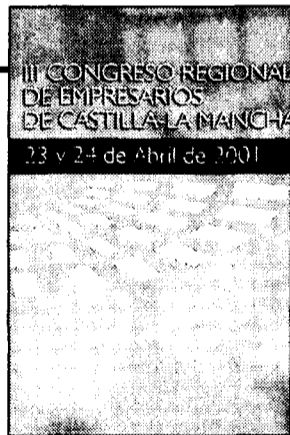 III CONGRESO REGIONAL
DE EMPRESARIOS
DE CASTILLA-LA MANCHA
23 y 24 de Abril de 2001